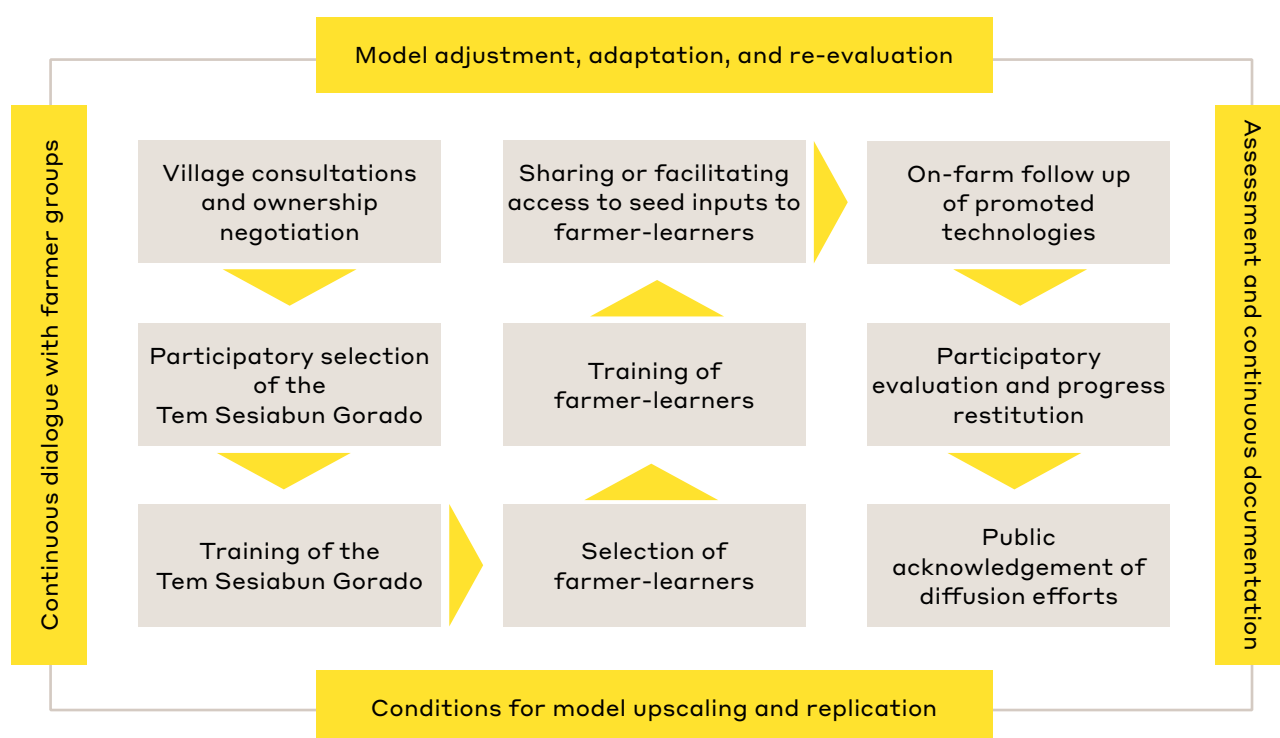 Model adjustment, adaptation, and re-evaluation
Continuous dialogue with farmer groups
Village consultations
and ownership
negotiation
Participatory selection
of the
Tem Sesiabun Gorado
Training of the
Tem Sesiabun Gorado
Selection of
farmer-learners
Training of
farmer-learners
Sharing or facilitating
access to seed inputs to
farmer-learners
On-farm follow up
of promoted
technologies
Participatory
evaluation and progress
restitution
Public
acknowledgement of
diffusion efforts
Assessment and continuous documentation
Conditions for model upscaling and replication